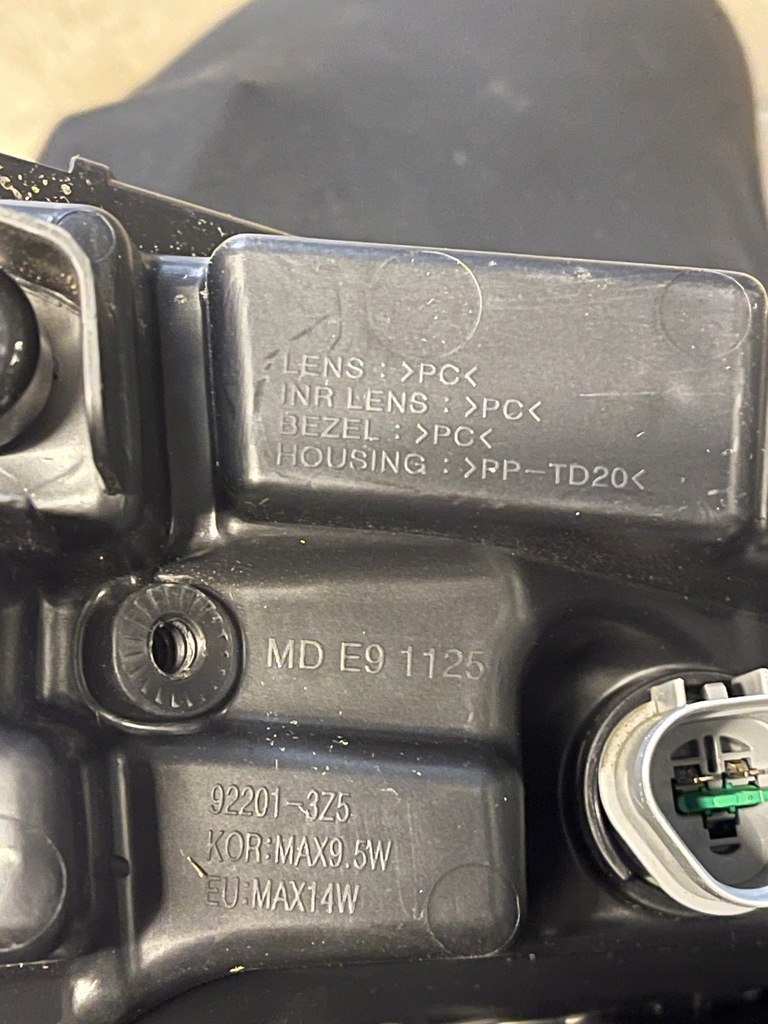 LENS : >PC<
INR LENS : >PC<
BEZEL : >PC<
HOUSING : >PP-TD20<
MD E9 1125
92201-3Z5
KOR:MAX9.5W
EU:MAX14W